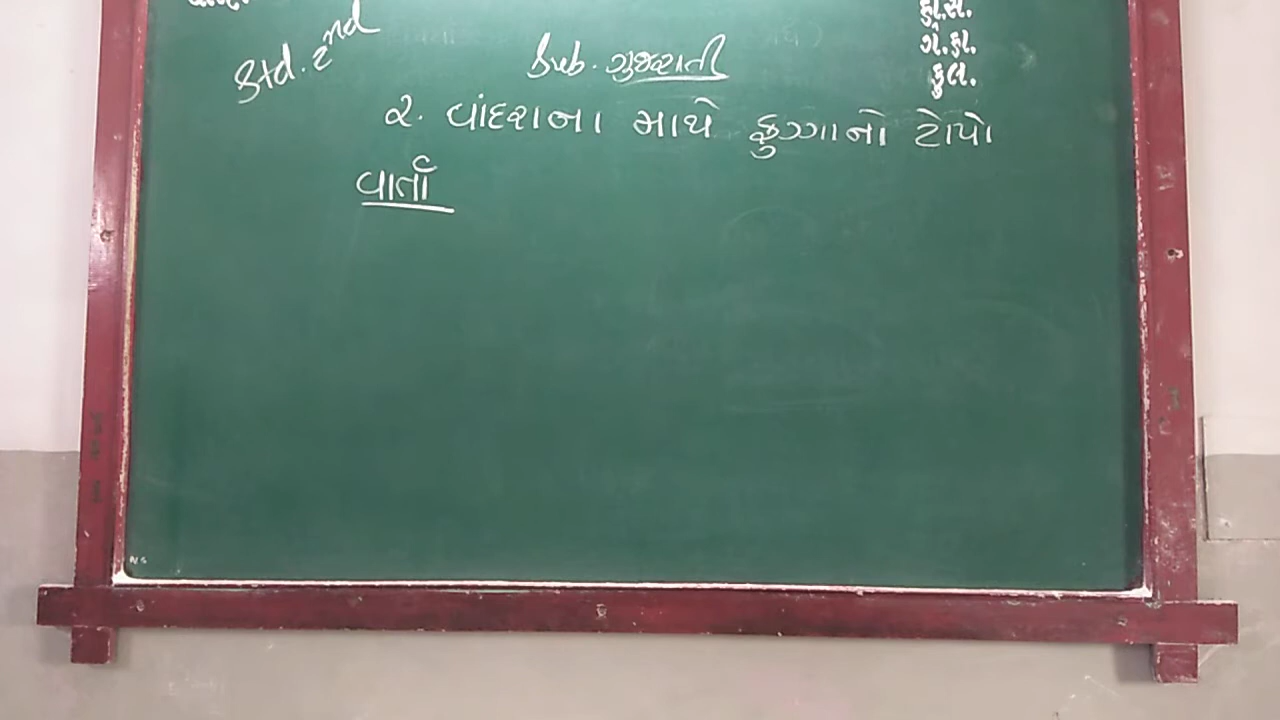 Std. 2nd
Sub. ગુજરાતી
કુ.સં.
ગે.હા.
કુલ.
૨. વાંદરાના માથે ફુગ્ગાનો ટોપો
વાર્તા
N S